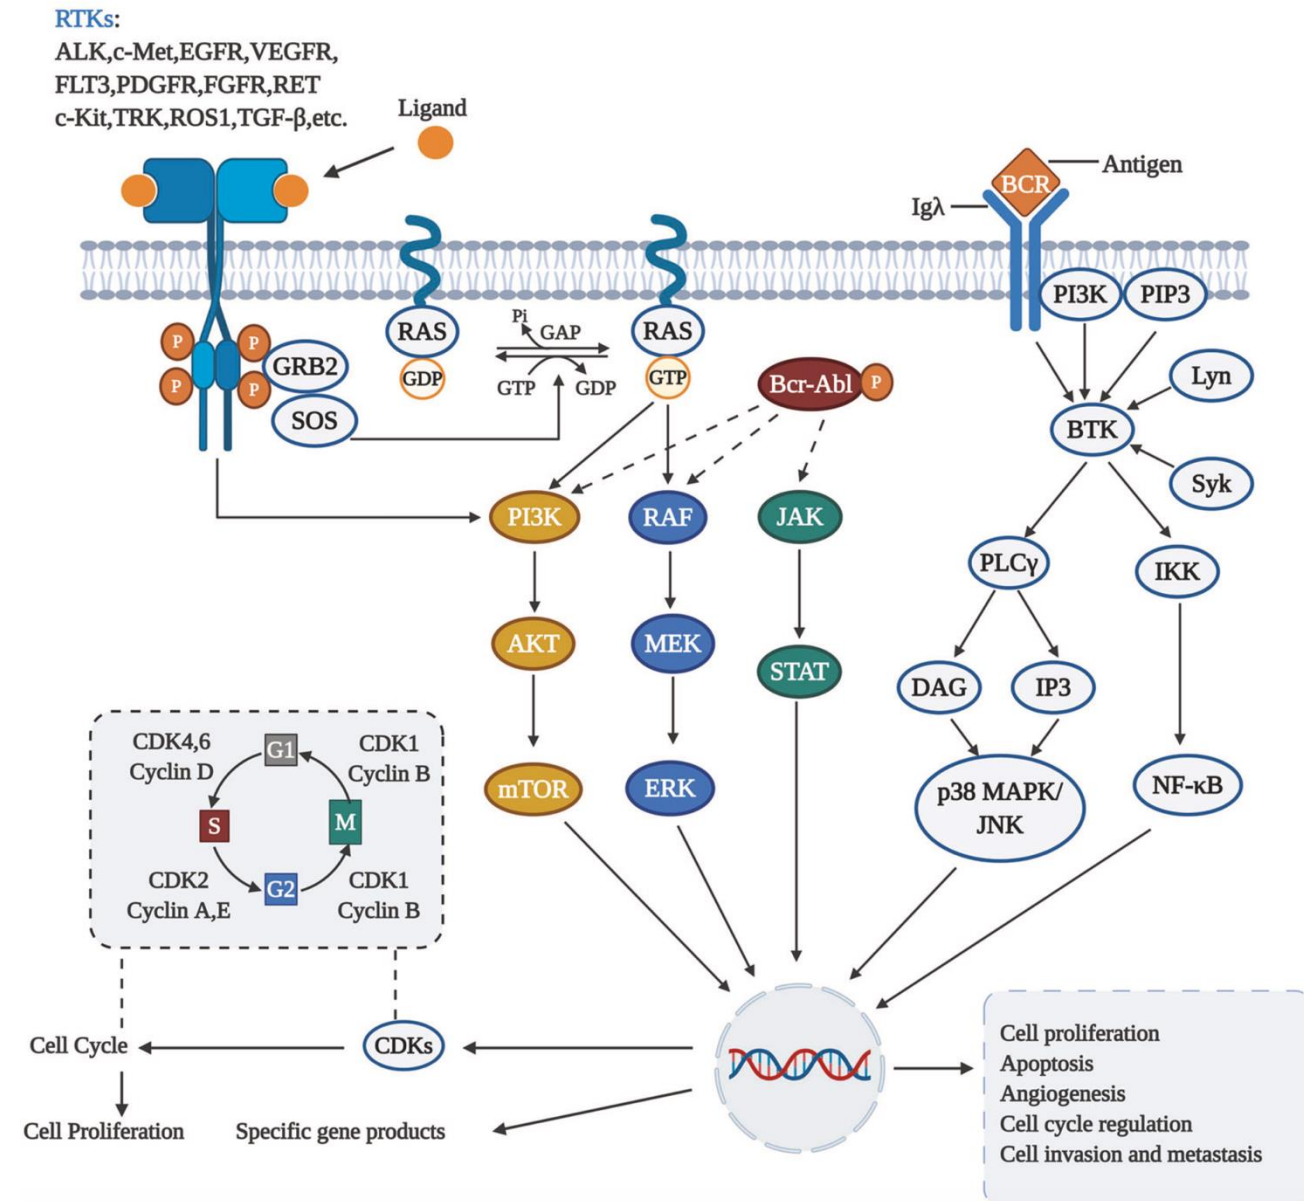 RTKs:
ALK,c-Met,EGFR,VEGFR,
FLT3,PDGFR,FGFR,RET
c-Kit,TRK,ROS1,TGF-β,etc.
Ligand
BCR
Antigen
Igλ
PI3K
PIP3
P
P
P
P
GRB2
SOS
RAS
GDP
Pi
GAP
GTP
GDP
RAS
GTP
Bcr-Abl
P
Lyn
BTK
Syk
PI3K
RAF
JAK
PLCγ
IKK
AKT
MEK
STAT
DAG
IP3
mTOR
ERK
p38 MAPK/
JNK
NF-κB
CDK4,6
Cyclin D
G1
CDK1
Cyclin B
S
M
CDK2
Cyclin A,E
G2
CDK1
Cyclin B
Cell Cycle
CDKs
Cell Proliferation
Specific gene products
Cell proliferation
Apoptosis
Angiogenesis
Cell cycle regulation
Cell invasion and metastasis